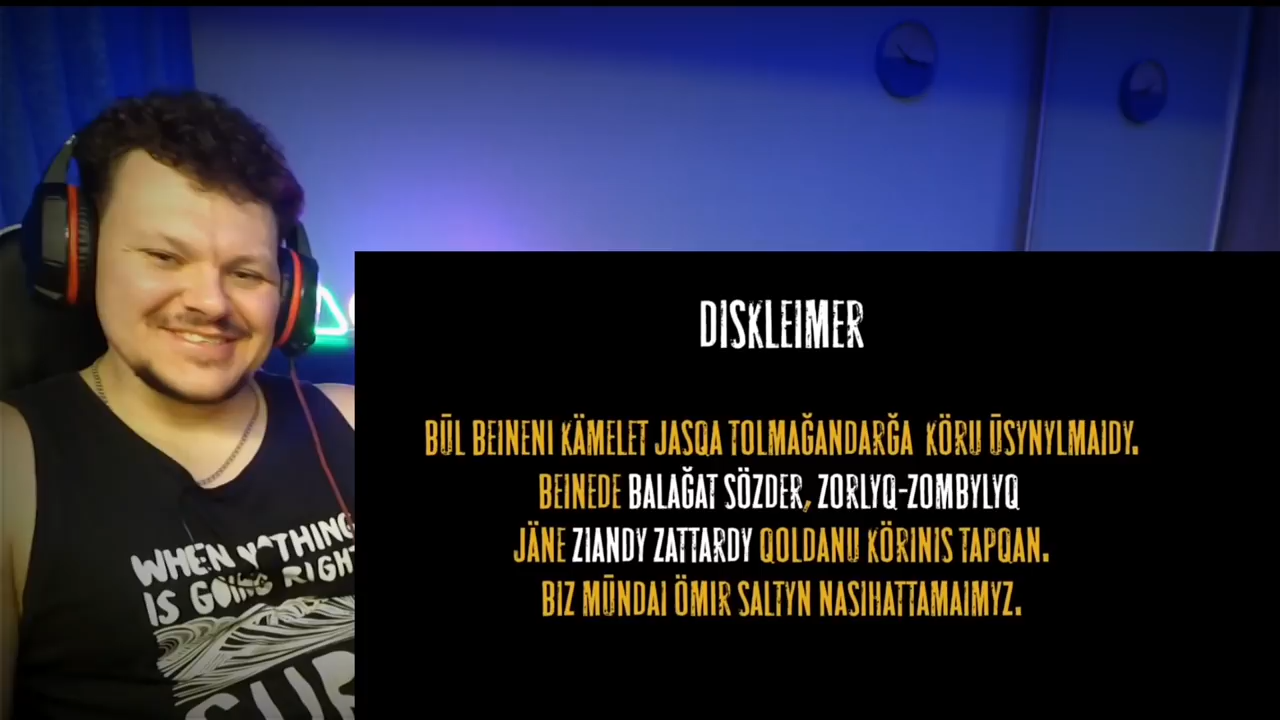 DISKLEIMER
BŪL BEINENI KÄMELET JASQA TOLMAĞANDARĞA KÖRU ŪSYNYLMAIDY.
BEINEDE BALAĞAT SÖZDER, ZORLYQ-ZOMBYLYQ
JÄNE ZIANDY ZATTARDY QOLDANU KÖRINIS TAPQAN.
BIZ MŪNDAI ÖMIR SALTYN NASIHATTAMAIMYZ.
WHEN NOTHING
IS GOING RIGHT